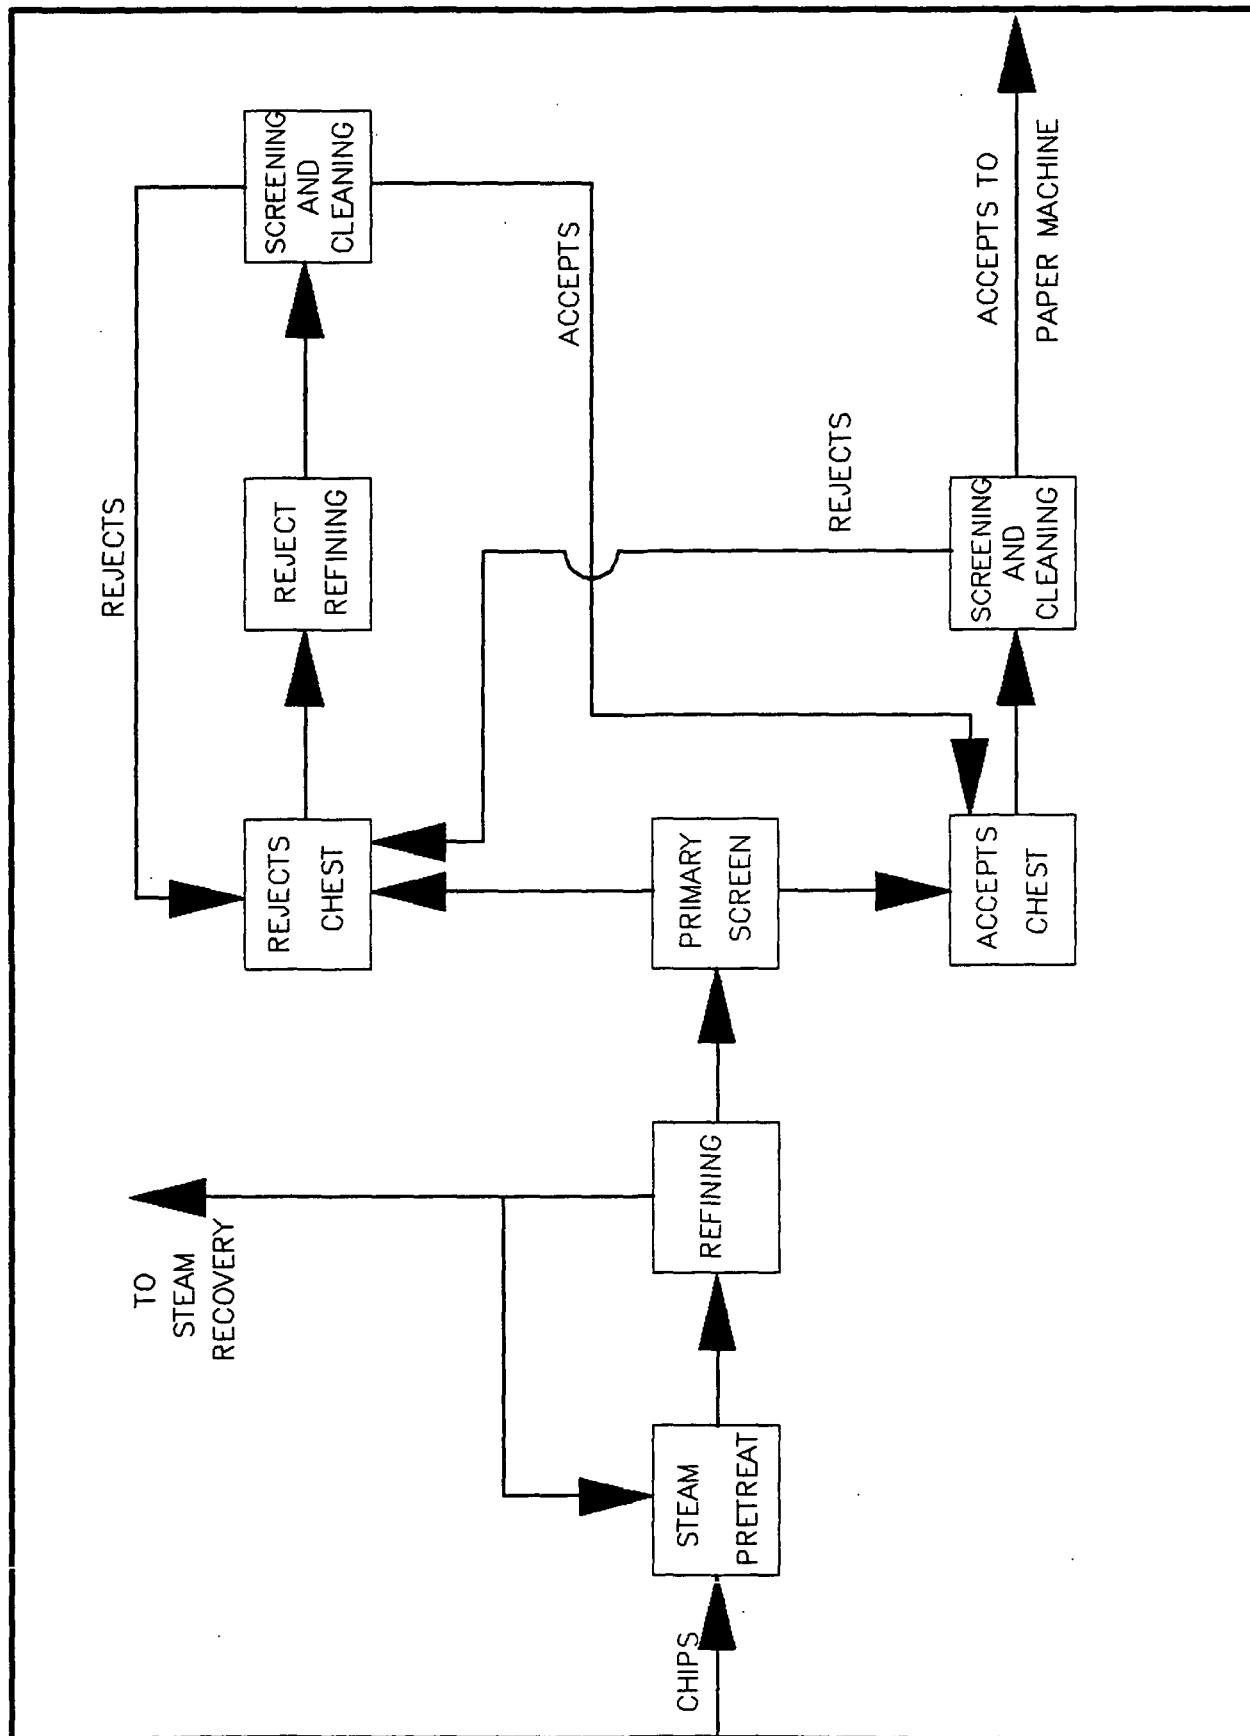 CHIPS
STEAM
PRETREAT
TO
STEAM
RECOVERY
REFINING
PRIMARY
SCREEN
REJECTS
CHEST
REJECTS
REJECT
REFINING
SCREENING
AND
CLEANING
ACCEPTS
ACCEPTS
CHEST
REJECTS
SCREENING
AND
CLEANING
ACCEPTS TO
PAPER MACHINE